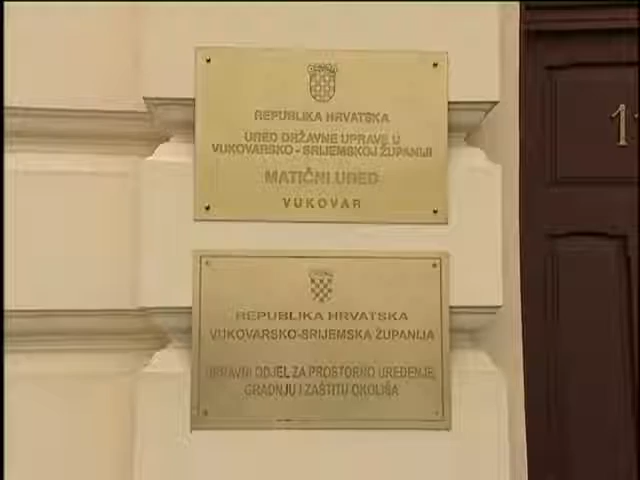 REPUBLIKA HRVATSKA
URED DRŽAVNE UPRAVE U
VUKOVARSKO - SRIJEMSKOJ ŽUPANIJI
MATIČNI URED
VUKOVAR
REPUBLIKA HRVATSKA
VUKOVARSKO-SRIJEMSKA ŽUPANIJA
UPRAVNI ODJEL ZA PROSTORNO UREĐENJE,
GRADNJU I ZAŠTITU OKOLIŠA